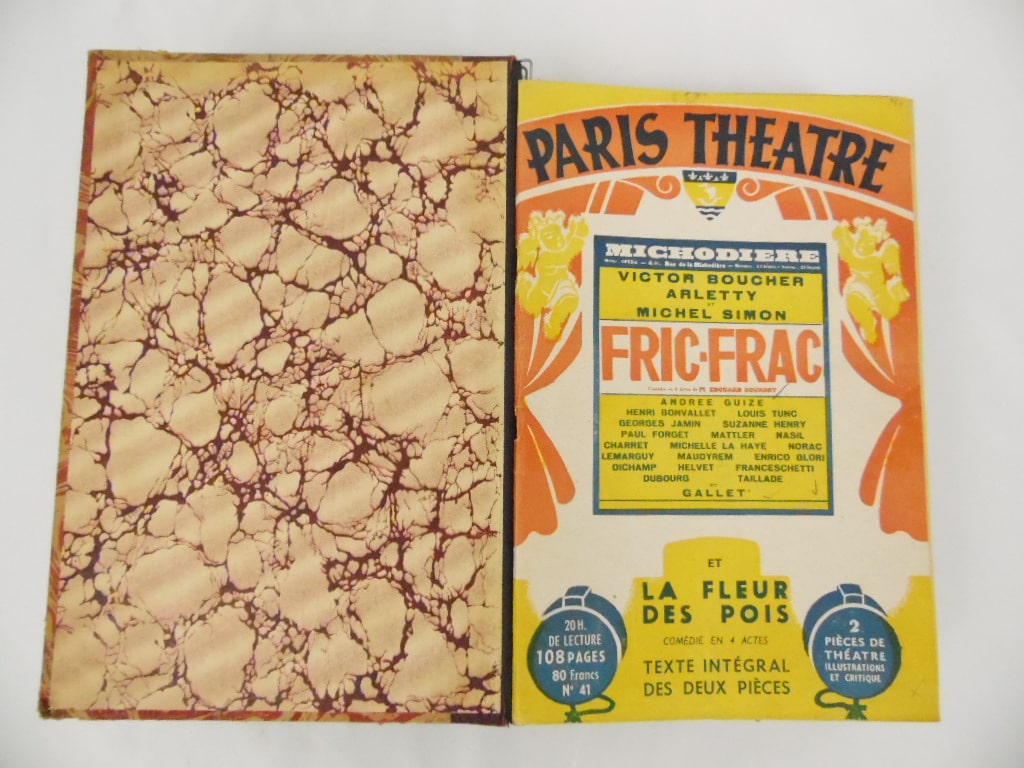 PARIS THEATRE
MICHODIERE
Rue de la Michodière
VICTOR BOUCHER
ARLETTY
ET
MICHEL SIMON
FRIC-FRAC
ANDREE GUIZE
HENRI BONVALLET LOUIS TUNC
GEORGES JAMIN SUZANNE HENRY
PAUL FORGET MATTLER NASIL
CHARRET MICHELLE LA HAYE NORAC
LEMARGUY MAUDYREM ENRICO GLORI
DICHAMP HELVET FRANCESCHETTI
DUBOURG TAILLADE
ET
GALLET
ET
LA FLEUR
DES POIS
COMÉDIE EN 4 ACTES
TEXTE INTÉGRAL
DES DEUX PIÈCES
20 H.
DE LECTURE
108 PAGES
80 Francs
N° 41
2
PIÈCES DE
THÉATRE
ILLUSTRATIONS
ET CRITIQUE